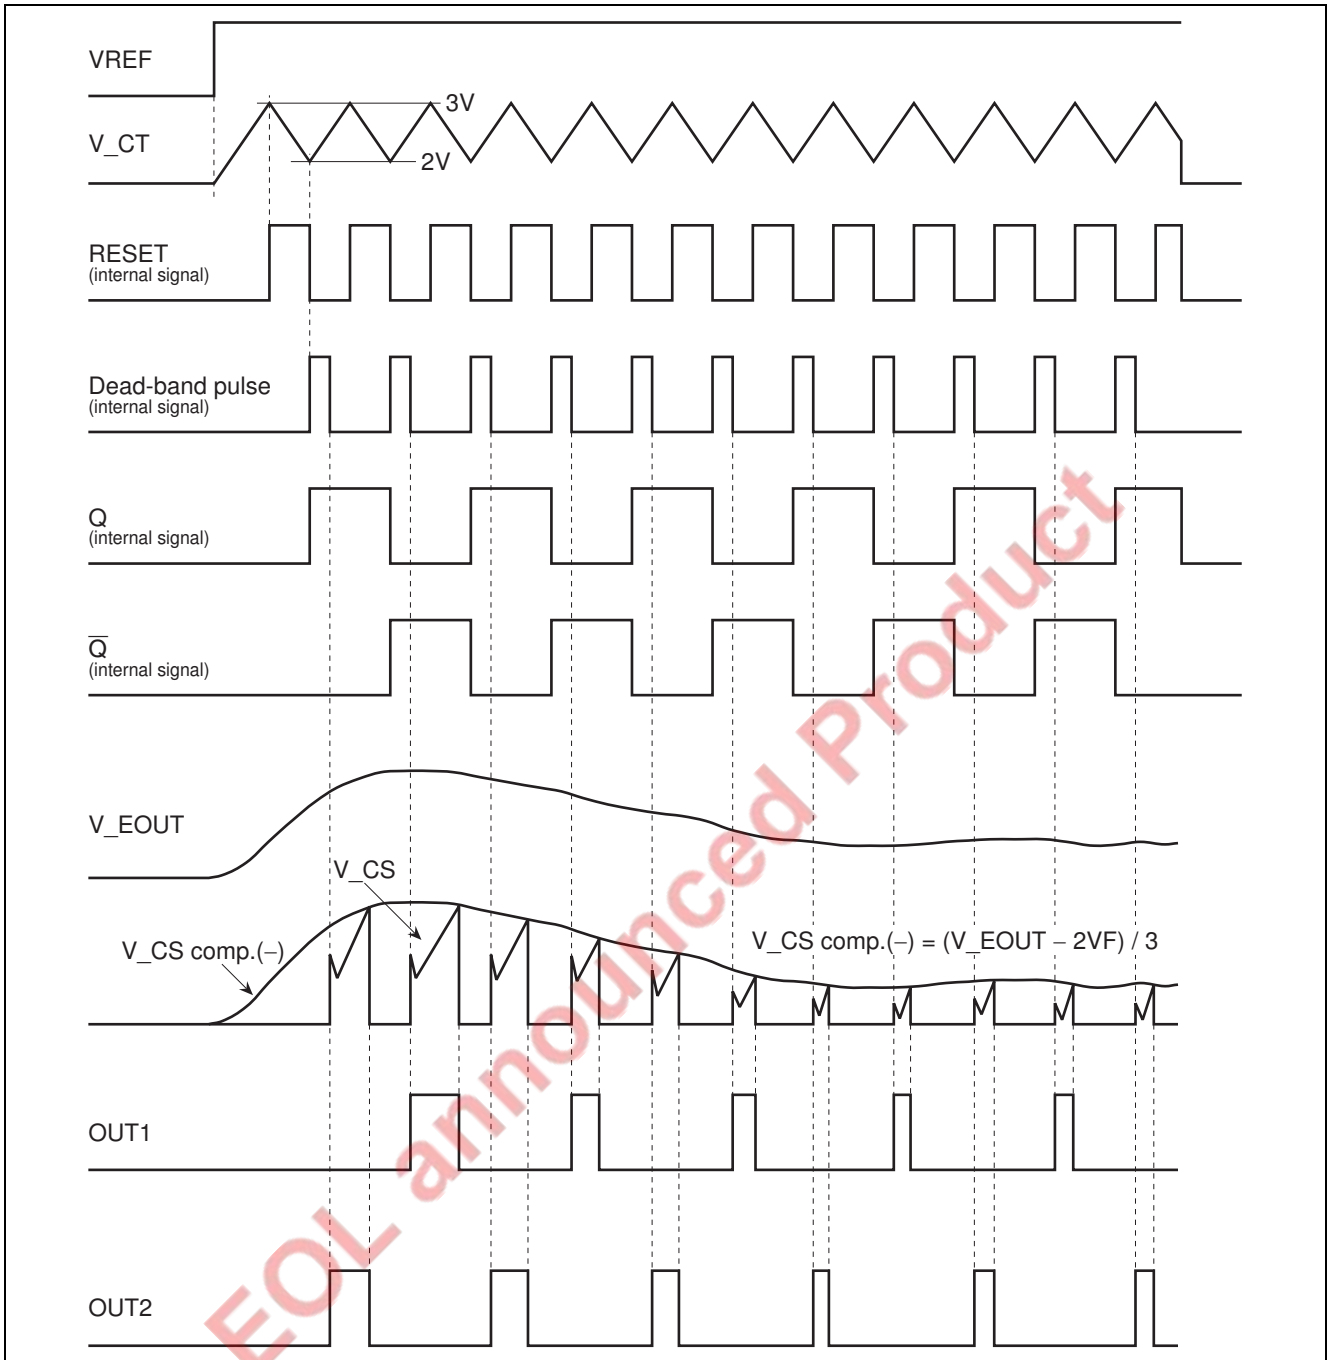 VREF
3V
V_CT
2V
RESET
(internal signal)
Dead-band pulse
(internal signal)
Q
(internal signal)
Q̅
(internal signal)
V_EOUT
V_CS
V_CS comp.(–)
V_CS comp.(–) = (V_EOUT – 2VF) / 3
OUT1
OUT2
EOL announced Product